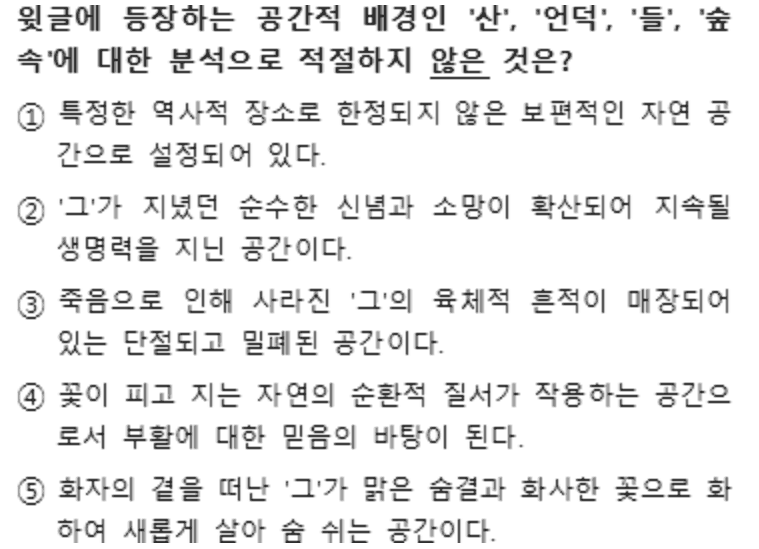 윗글에 등장하는 공간적 배경인 '산', '언덕', '들', '숲
속'에 대한 분석으로 적절하지 않은 것은?
① 특정한 역사적 장소로 한정되지 않은 보편적인 자연 공
간으로 설정되어 있다.
② '그'가 지녔던 순수한 신념과 소망이 확산되어 지속될
생명력을 지닌 공간이다.
③ 죽음으로 인해 사라진 '그'의 육체적 흔적이 매장되어
있는 단절되고 밀폐된 공간이다.
④ 꽃이 피고 지는 자연의 순환적 질서가 작용하는 공간으
로서 부활에 대한 믿음의 바탕이 된다.
⑤ 화자의 곁을 떠난 '그'가 맑은 숨결과 화사한 꽃으로 화
하여 새롭게 살아 숨 쉬는 공간이다.